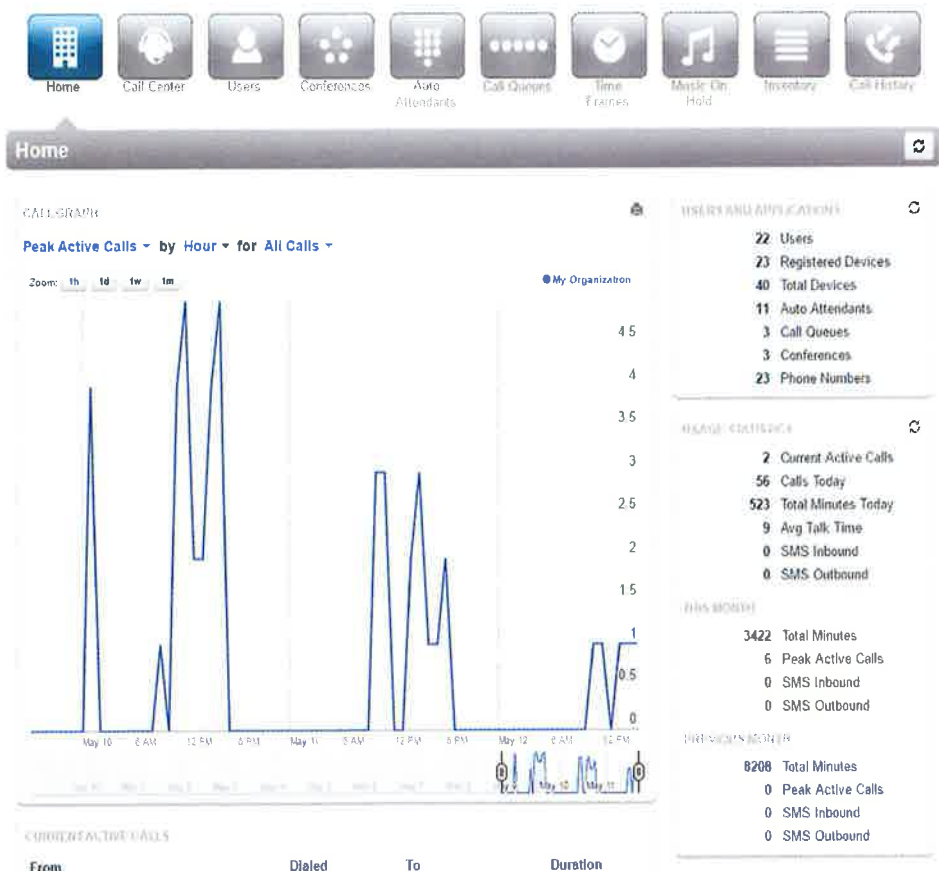 Home
Call Center
Users
Conferences
Auto Attendants
Call Queues
Time Frames
Music On Hold
Inventory
Call History
Home
CALL GRAPH
Peak Active Calls by Hour for All Calls
Zoom: 1h 1d 1w 1m
My Organization
4.5
4
3.5
3
2.5
2
1.5
1
0.5
0
May 10 6 AM 12 PM 6 PM May 11 6 AM 12 PM 6 PM May 12 6 AM 12 PM
May 9 May 10 May 11
CURRENT ACTIVE CALLS
From Dialed To Duration
USERS AND APPLICATIONS
22 Users
23 Registered Devices
40 Total Devices
11 Auto Attendants
3 Call Queues
3 Conferences
23 Phone Numbers
USAGE STATISTICS
2 Current Active Calls
56 Calls Today
523 Total Minutes Today
9 Avg Talk Time
0 SMS Inbound
0 SMS Outbound
THIS MONTH
3422 Total Minutes
6 Peak Active Calls
0 SMS Inbound
0 SMS Outbound
PREVIOUS MONTH
8208 Total Minutes
0 Peak Active Calls
0 SMS Inbound
0 SMS Outbound